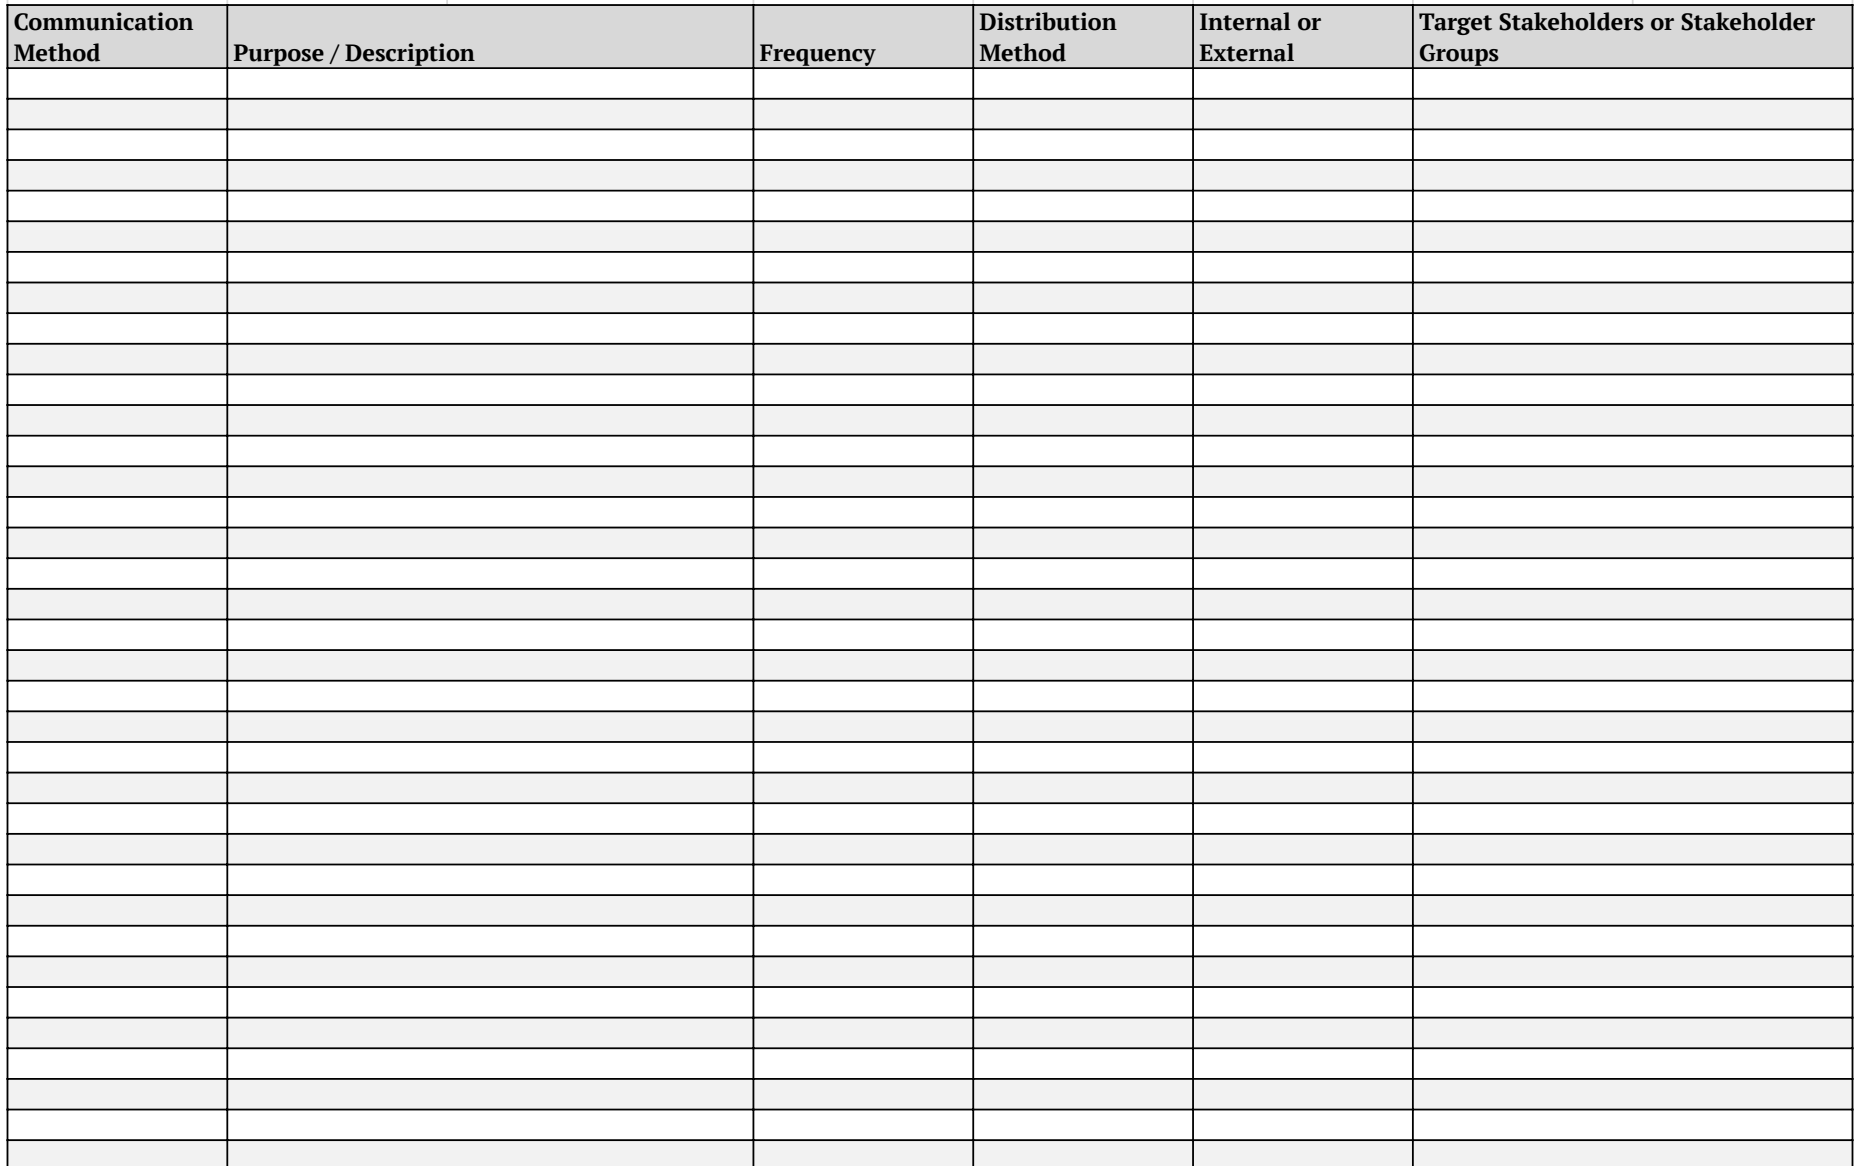 Communication Method
Purpose / Description
Frequency
Distribution Method
Internal or External
Target Stakeholders or Stakeholder Groups